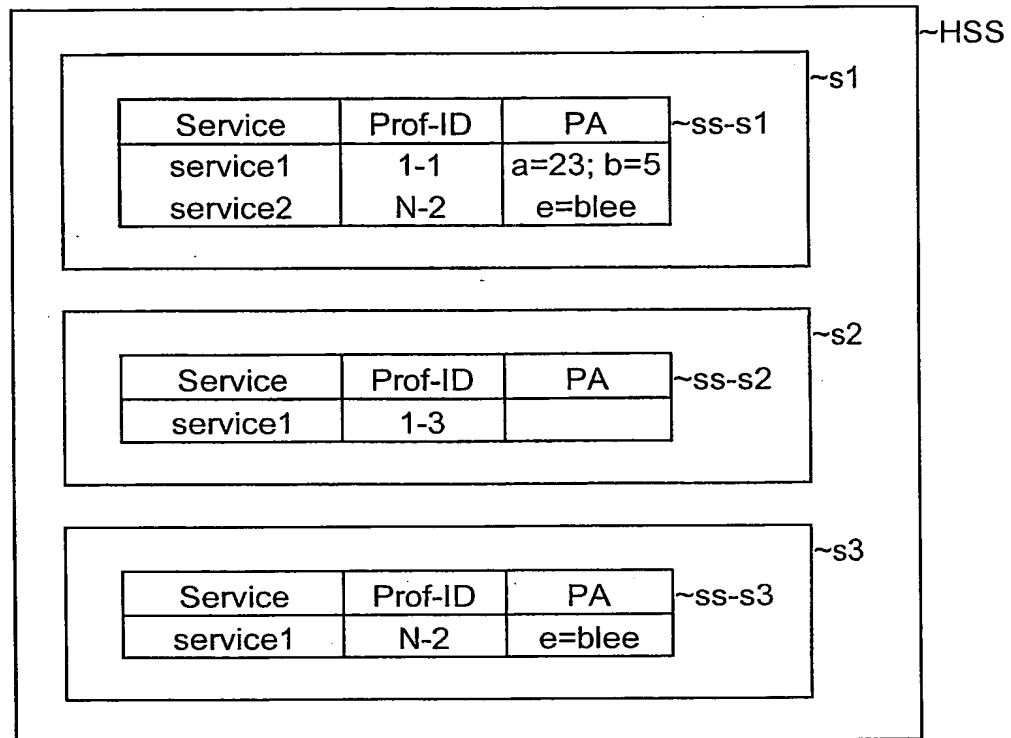 ~HSS
~s1
Service Prof-ID PA ~ss-s1
service1 1-1 a=23; b=5
service2 N-2 e=blee
~s2
Service Prof-ID PA ~ss-s2
service1 1-3
~s3
Service Prof-ID PA ~ss-s3
service1 N-2 e=blee